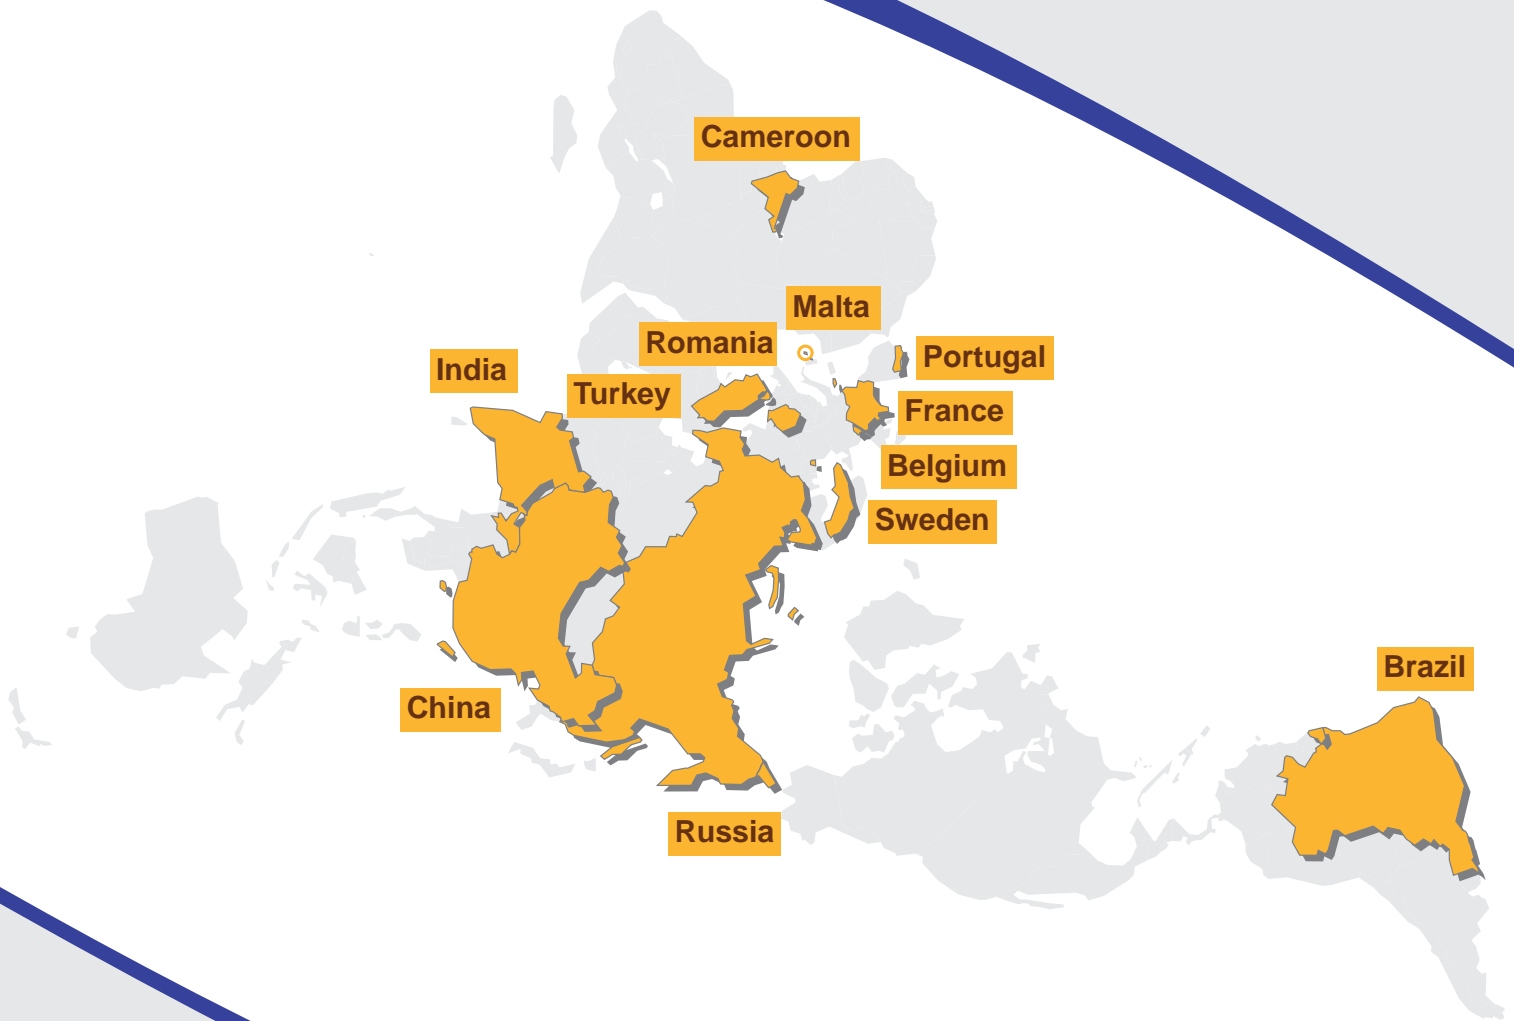 Cameroon
Malta
Romania
Portugal
India
Turkey
France
Belgium
Sweden
Brazil
China
Russia